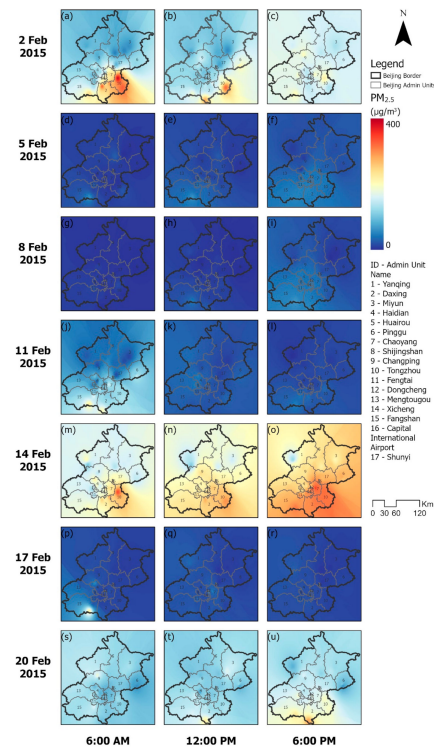 (a)
(b)
(c)
2 Feb
2015
N
Legend
Beijing Border
Beijing Admin Units
PM2.5
(μg/m³)
400
0
(d)
(e)
(f)
5 Feb
2015
(g)
(h)
(i)
8 Feb
2015
ID - Admin Unit
Name
1 - Yanqing
2 - Daxing
3 - Miyun
4 - Haidian
5 - Huairou
6 - Pinggu
7 - Chaoyang
8 - Shijingshan
9 - Changping
10 - Tongzhou
11 - Fengtai
12 - Dongcheng
13 - Mengtougou
14 - Xicheng
15 - Fangshan
16 - Capital
International
Airport
17 - Shunyi
(j)
(k)
(l)
11 Feb
2015
(m)
(n)
(o)
14 Feb
2015
Km
0 30 60 120
(p)
(q)
(r)
17 Feb
2015
(s)
(t)
(u)
20 Feb
2015
6:00 AM
12:00 PM
6:00 PM